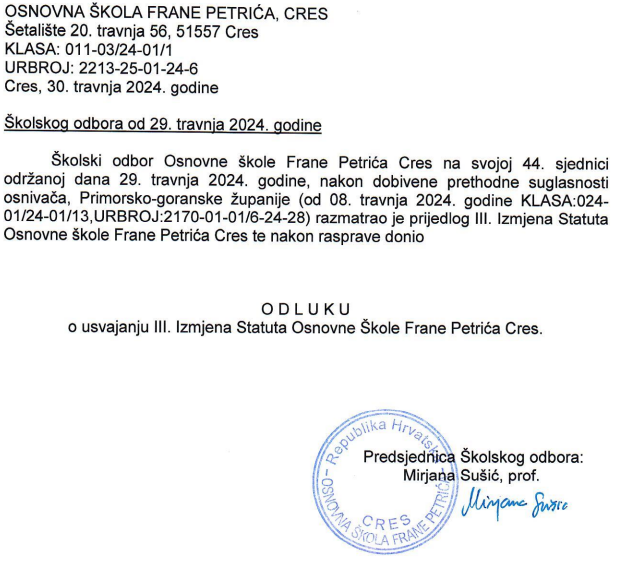 OSNOVNA ŠKOLA FRANE PETRIĆA, CRES
Šetalište 20. travnja 56, 51557 Cres
KLASA: 011-03/24-01/1
URBROJ: 2213-25-01-24-6
Cres, 30. travnja 2024. godine
Školskog odbora od 29. travnja 2024. godine
Školski odbor Osnovne škole Frane Petrića Cres na svojoj 44. sjednici
održanoj dana 29. travnja 2024. godine, nakon dobivene prethodne suglasnosti
osnivača, Primorsko-goranske županije (od 08. travnja 2024. godine KLASA:024-
01/24-01/13,URBROJ:2170-01-01/6-24-28) razmatrao je prijedlog III. Izmjena Statuta
Osnovne škole Frane Petrića Cres te nakon rasprave donio
O D L U K U
o usvajanju III. Izmjena Statuta Osnovne Škole Frane Petrića Cres.
Republika Hrvatska
OSNOVNA ŠKOLA FRANE PETRIĆA
CRES
Predsjednica Školskog odbora:
Mirjana Sušić, prof.
Mirjana Sušić